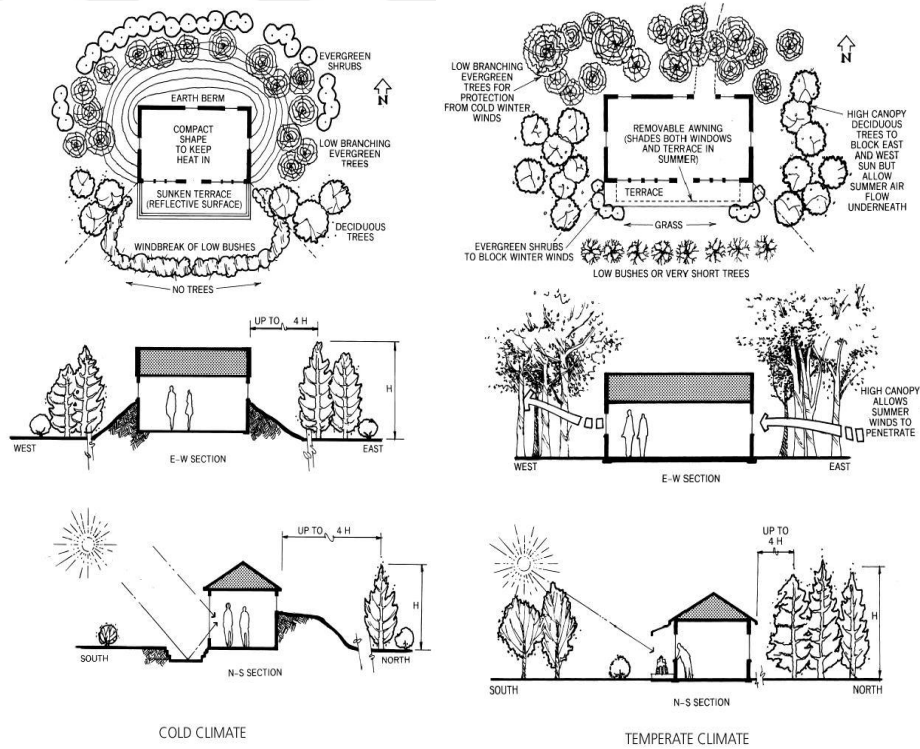 EVERGREEN
SHRUBS
N
EARTH BERM
COMPACT
SHAPE
TO KEEP
HEAT IN
LOW BRANCHING
EVERGREEN
TREES
SUNKEN TERRACE
(REFLECTIVE SURFACE)
DECIDUOUS
TREES
WINDBREAK OF LOW BUSHES
NO TREES
UP TO 4 H
H
WEST
EAST
E-W SECTION
UP TO 4 H
H
SOUTH
NORTH
N-S SECTION
COLD CLIMATE
LOW BRANCHING
EVERGREEN
TREES FOR
PROTECTION
FROM COLD WINTER
WINDS
N
REMOVABLE AWNING
(SHADES BOTH WINDOWS
AND TERRACE IN
SUMMER)
HIGH CANOPY
DECIDUOUS
TREES TO
BLOCK EAST
AND WEST
SUN BUT
ALLOW
SUMMER AIR
FLOW
UNDERNEATH
TERRACE
GRASS
EVERGREEN SHRUBS
TO BLOCK WINTER WINDS
LOW BUSHES OR VERY SHORT TREES
HIGH CANOPY
ALLOWS
SUMMER
WINDS TO
PENETRATE
WEST
EAST
E-W SECTION
UP TO
4 H
H
SOUTH
NORTH
N-S SECTION
TEMPERATE CLIMATE